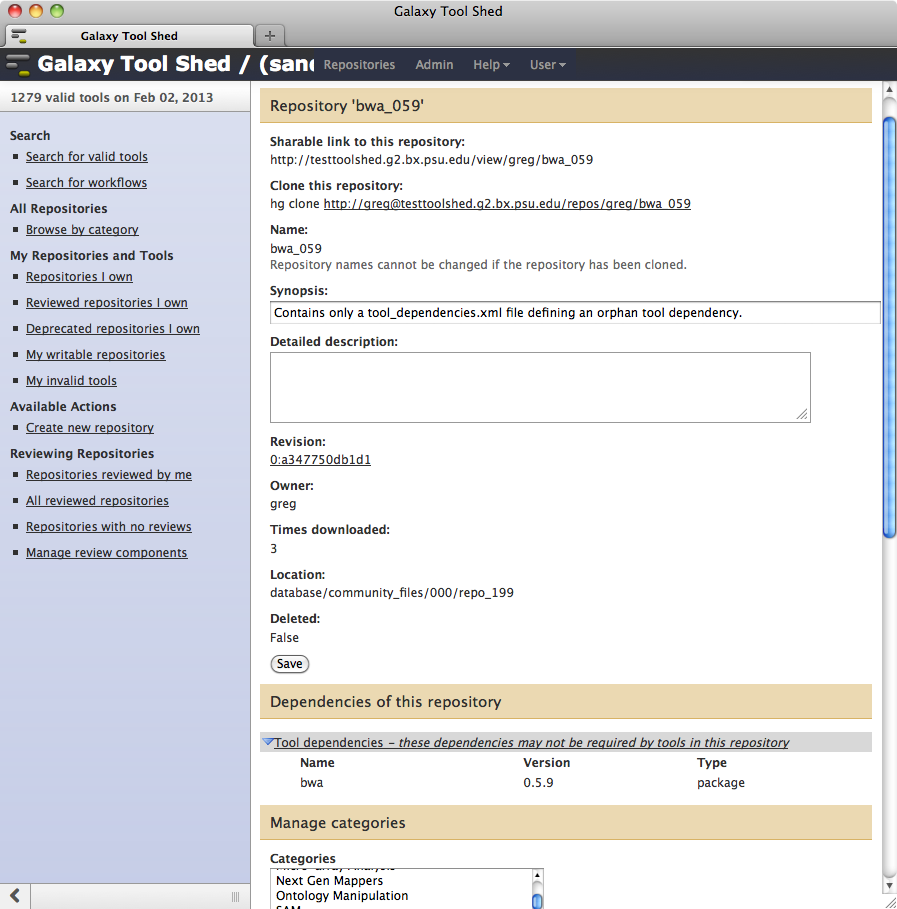 Galaxy Tool Shed
Galaxy Tool Shed
Galaxy Tool Shed / (sand
Repositories Admin Help User
1279 valid tools on Feb 02, 2013
Search
Search for valid tools
Search for workflows
All Repositories
Browse by category
My Repositories and Tools
Repositories I own
Reviewed repositories I own
Deprecated repositories I own
My writable repositories
My invalid tools
Available Actions
Create new repository
Reviewing Repositories
Repositories reviewed by me
All reviewed repositories
Repositories with no reviews
Manage review components
Repository 'bwa_059'
Sharable link to this repository:
http://testtoolshed.g2.bx.psu.edu/view/greg/bwa_059
Clone this repository:
hg clone http://greg@testtoolshed.g2.bx.psu.edu/repos/greg/bwa_059
Name:
bwa_059
Repository names cannot be changed if the repository has been cloned.
Synopsis:
Contains only a tool_dependencies.xml file defining an orphan tool dependency.
Detailed description:
Revision:
0:a347750db1d1
Owner:
greg
Times downloaded:
3
Location:
database/community_files/000/repo_199
Deleted:
False
Save
Dependencies of this repository
Tool dependencies – these dependencies may not be required by tools in this repository
Name Version Type
bwa 0.5.9 package
Manage categories
Categories
Next Gen Mappers
Ontology Manipulation
SAM